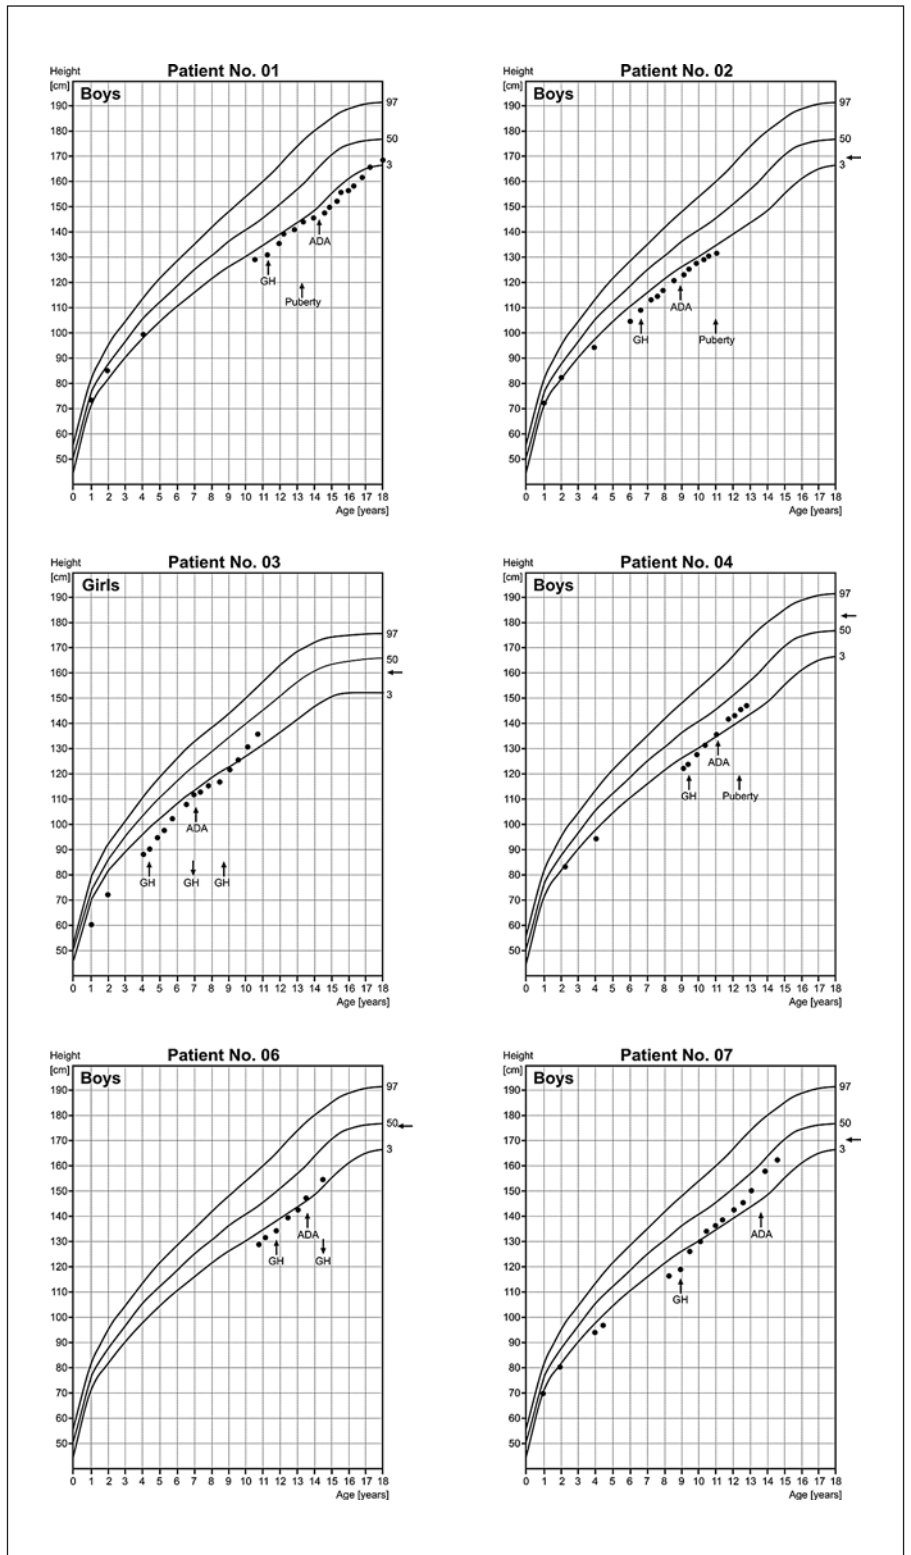 Patient No. 01
Height
[cm]
Boys
190
180
170
160
150
140
130
120
110
100
90
80
70
60
50
97
50
3
GH
ADA
Puberty
0 1 2 3 4 5 6 7 8 9 10 11 12 13 14 15 16 17 18
Age [years]
Patient No. 02
Height
[cm]
Boys
190
180
170
160
150
140
130
120
110
100
90
80
70
60
50
97
50
3
GH
ADA
Puberty
0 1 2 3 4 5 6 7 8 9 10 11 12 13 14 15 16 17 18
Age [years]
Patient No. 03
Height
[cm]
Girls
190
180
170
160
150
140
130
120
110
100
90
80
70
60
50
97
50
3
ADA
GH GH GH
0 1 2 3 4 5 6 7 8 9 10 11 12 13 14 15 16 17 18
Age [years]
Patient No. 04
Height
[cm]
Boys
190
180
170
160
150
140
130
120
110
100
90
80
70
60
50
97
50
3
ADA
GH Puberty
0 1 2 3 4 5 6 7 8 9 10 11 12 13 14 15 16 17 18
Age [years]
Patient No. 06
Height
[cm]
Boys
190
180
170
160
150
140
130
120
110
100
90
80
70
60
50
97
50
3
ADA
GH GH
0 1 2 3 4 5 6 7 8 9 10 11 12 13 14 15 16 17 18
Age [years]
Patient No. 07
Height
[cm]
Boys
190
180
170
160
150
140
130
120
110
100
90
80
70
60
50
97
50
3
ADA
GH
0 1 2 3 4 5 6 7 8 9 10 11 12 13 14 15 16 17 18
Age [years]